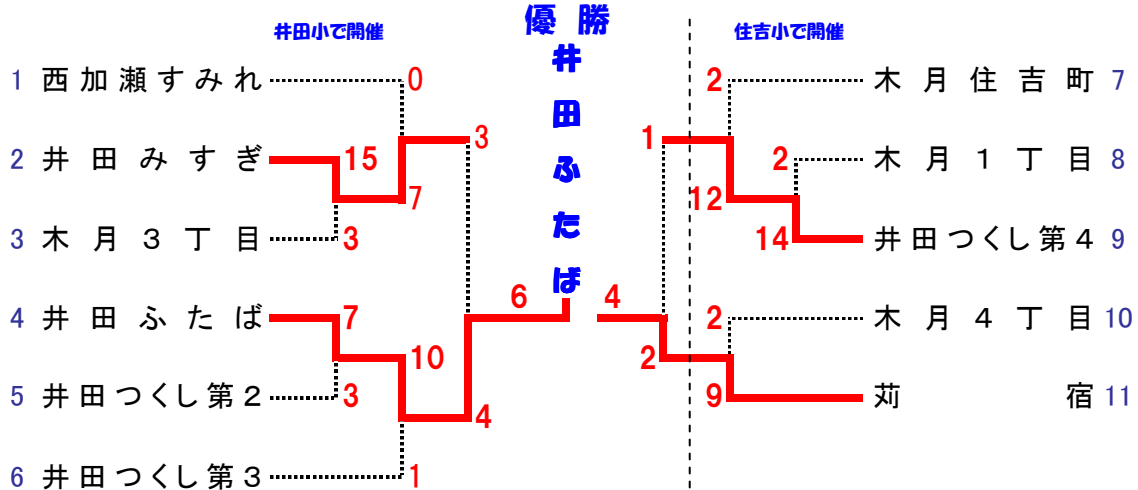 優勝
井田ふたば
井田小で開催
住吉小で開催
1 西加瀬すみれ 0
2 井田みすぎ 15
3 木月3丁目 3
7
3
4 井田ふたば 7
5 井田つくし第2 3
10
6 井田つくし第3 1
4
6
4
2 木月住吉町 7
2 木月1丁目 8
14 井田つくし第4 9
12
1
2 木月4丁目 10
9 苅宿 11
2